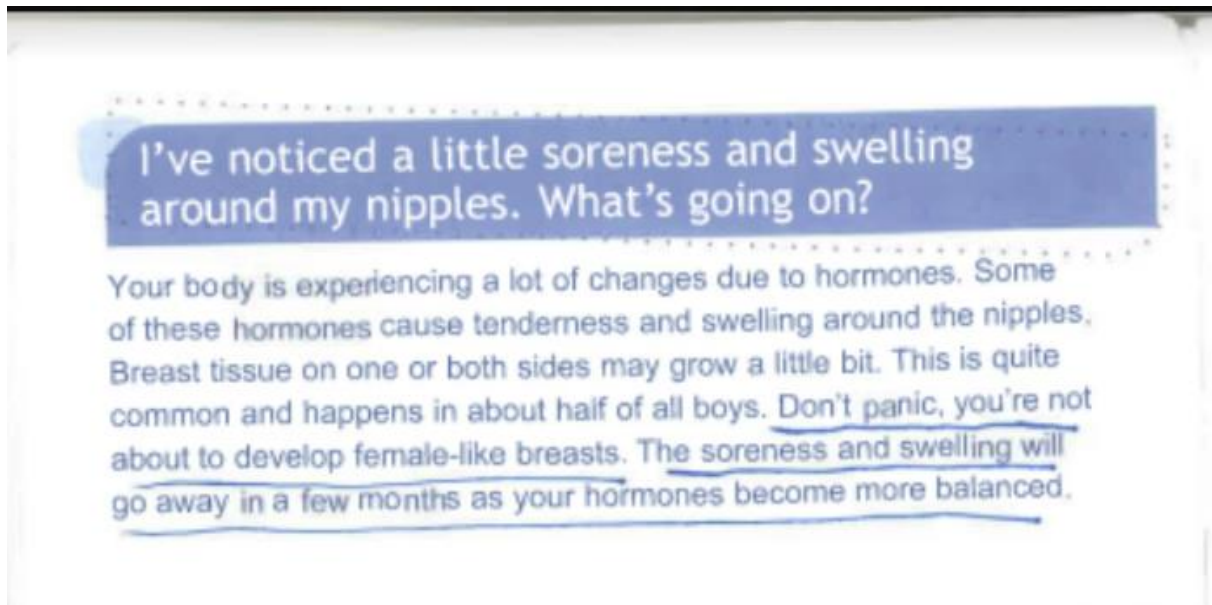 I've noticed a little soreness and swelling
around my nipples. What's going on?
Your body is experiencing a lot of changes due to hormones. Some
of these hormones cause tenderness and swelling around the nipples.
Breast tissue on one or both sides may grow a little bit. This is quite
common and happens in about half of all boys. Don't panic, you're not
about to develop female-like breasts. The soreness and swelling will
go away in a few months as your hormones become more balanced.